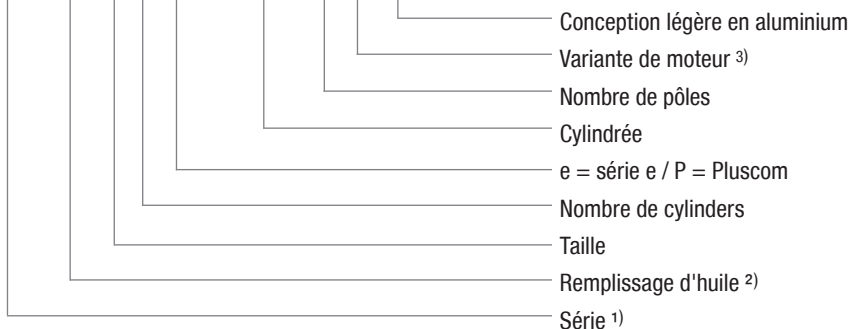 Conception légère en aluminium
Variante de moteur ³⁾
Nombre de pôles
Cylindrée
e = série e / P = Pluscom
Nombre de cylinders
Taille
Remplissage d'huile ²⁾
Série ¹⁾